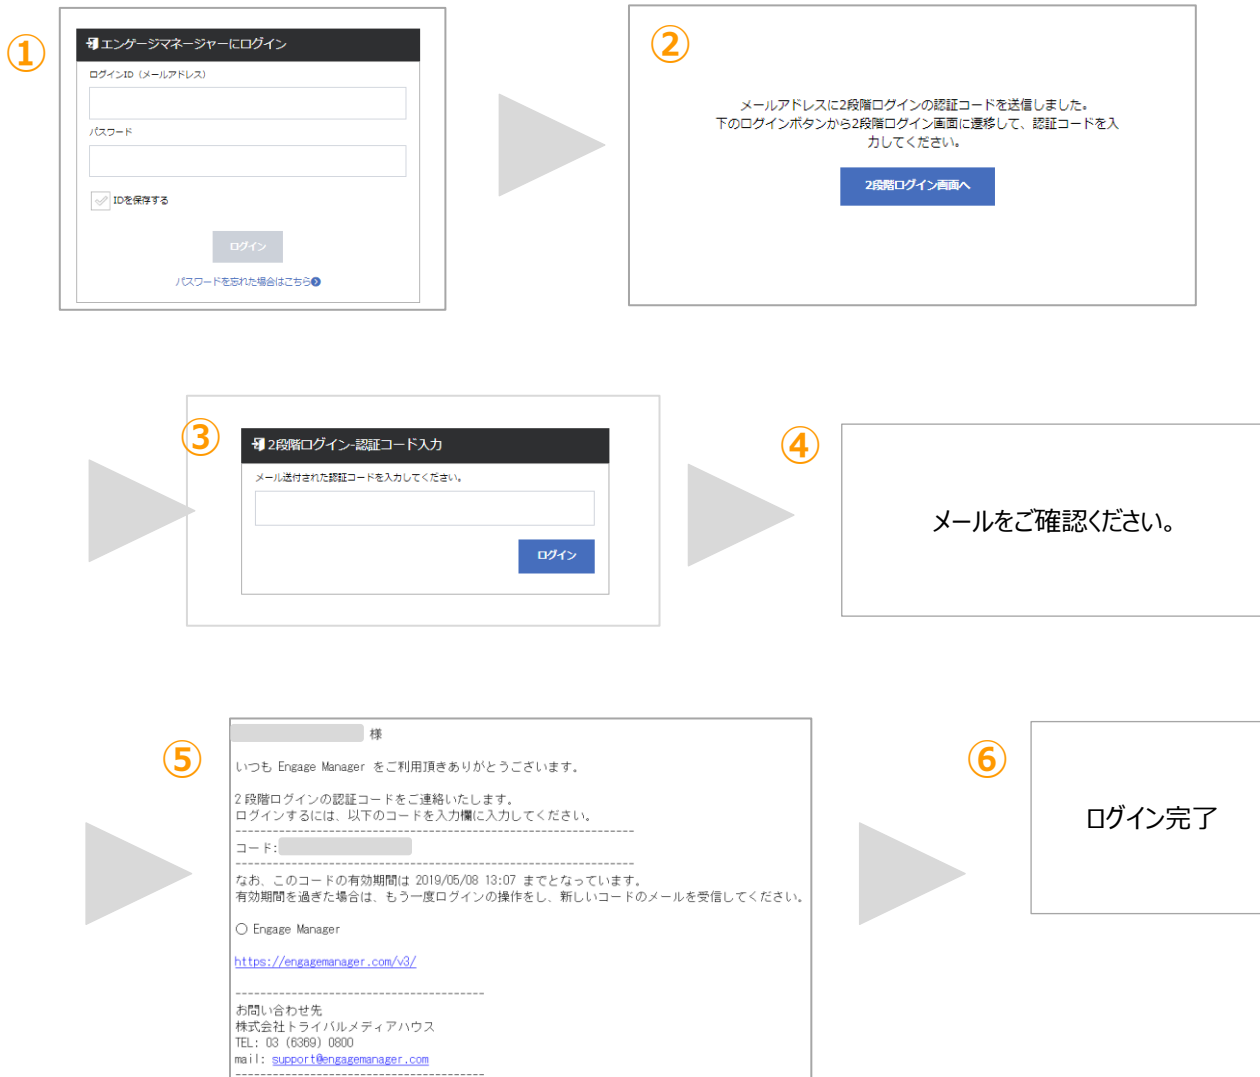 ①
エンゲージマネージャーにログイン
ログインID（メールアドレス）
パスワード
IDを保存する
ログイン
パスワードを忘れた場合はこちら
②
メールアドレスに2段階ログインの認証コードを送信しました。
下のログインボタンから2段階ログイン画面に遷移して、認証コードを入
力してください。
2段階ログイン画面へ
③
2段階ログイン-認証コード入力
メール送付された認証コードを入力してください。
ログイン
④
メールをご確認ください。
⑤
様
いつも Engage Manager をご利用頂きありがとうございます。
2段階ログインの認証コードをご連絡いたします。
ログインするには、以下のコードを入力欄に入力してください。
----------------------------------------------------------------
コード:
----------------------------------------------------------------
なお、このコードの有効期間は 2019/05/08 13:07 までとなっています。
有効期間を過ぎた場合は、もう一度ログインの操作をし、新しいコードのメールを受信してください。
○ Engage Manager
https://engagemanager.com/v3/
----------------------------------------
お問い合わせ先
株式会社トライバルメディアハウス
TEL: 03 (6369) 0800
mail: support@engagemanager.com
----------------------------------------
⑥
ログイン完了